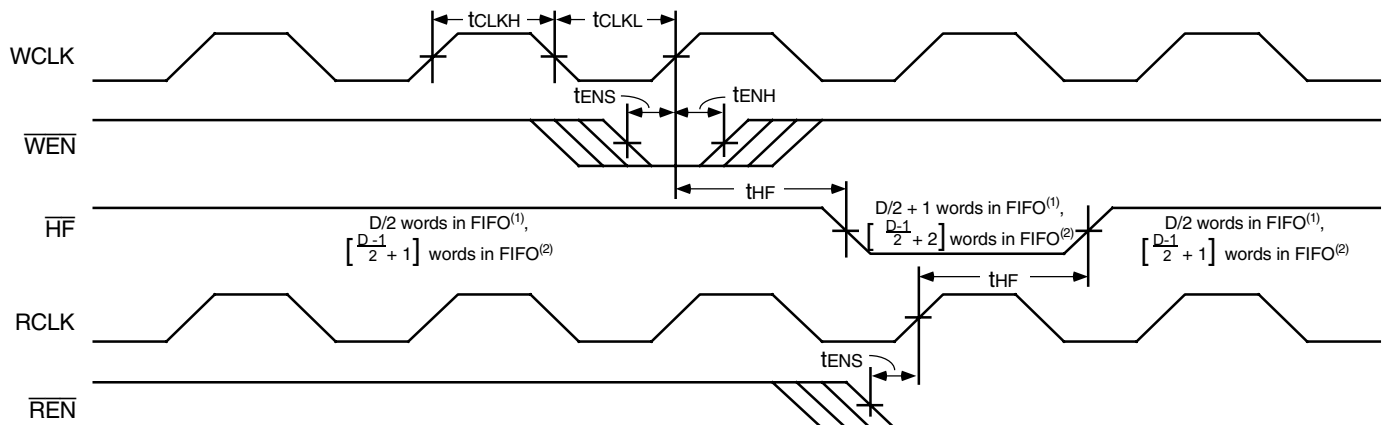 tCLKH tCLKL
WCLK
tENS tENH
WEN
tHF
HF
D/2 words in FIFO(1),
[D-1/2 + 1] words in FIFO(2)
D/2 + 1 words in FIFO(1),
[D-1/2 + 2] words in FIFO(2)
D/2 words in FIFO(1),
[D-1/2 + 1] words in FIFO(2)
tHF
RCLK
tENS
REN